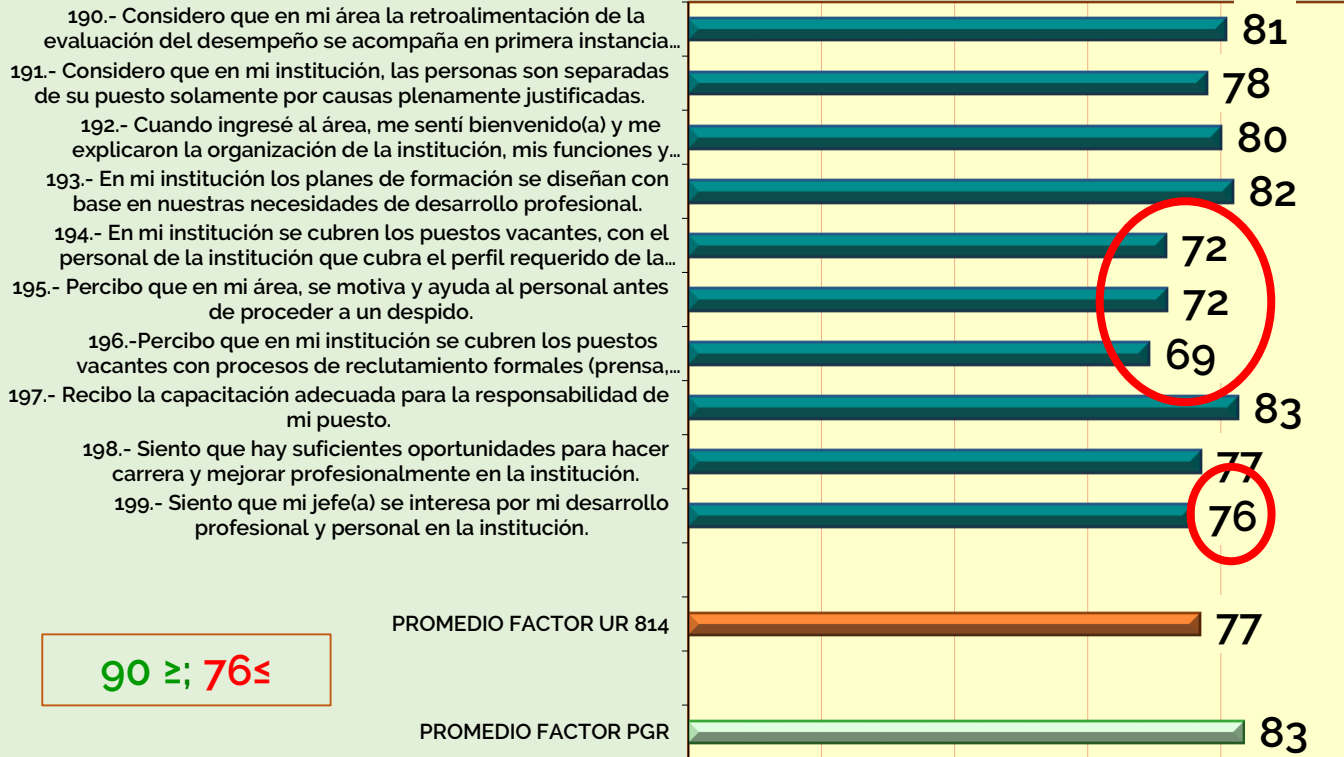 190.- Considero que en mi área la retroalimentación de la
evaluación del desempeño se acompaña en primera instancia…
81
191.- Considero que en mi institución, las personas son separadas
de su puesto solamente por causas plenamente justificadas.
78
192.- Cuando ingresé al área, me sentí bienvenido(a) y me
explicaron la organización de la institución, mis funciones y…
80
193.- En mi institución los planes de formación se diseñan con
base en nuestras necesidades de desarrollo profesional.
82
194.- En mi institución se cubren los puestos vacantes, con el
personal de la institución que cubra el perfil requerido de la…
72
195.- Percibo que en mi área, se motiva y ayuda al personal antes
de proceder a un despido.
72
196.-Percibo que en mi institución se cubren los puestos
vacantes con procesos de reclutamiento formales (prensa,…
69
197.- Recibo la capacitación adecuada para la responsabilidad de
mi puesto.
83
198.- Siento que hay suficientes oportunidades para hacer
carrera y mejorar profesionalmente en la institución.
77
199.- Siento que mi jefe(a) se interesa por mi desarrollo
profesional y personal en la institución.
76
PROMEDIO FACTOR UR 814
77
90 ≥; 76≤
PROMEDIO FACTOR PGR
83